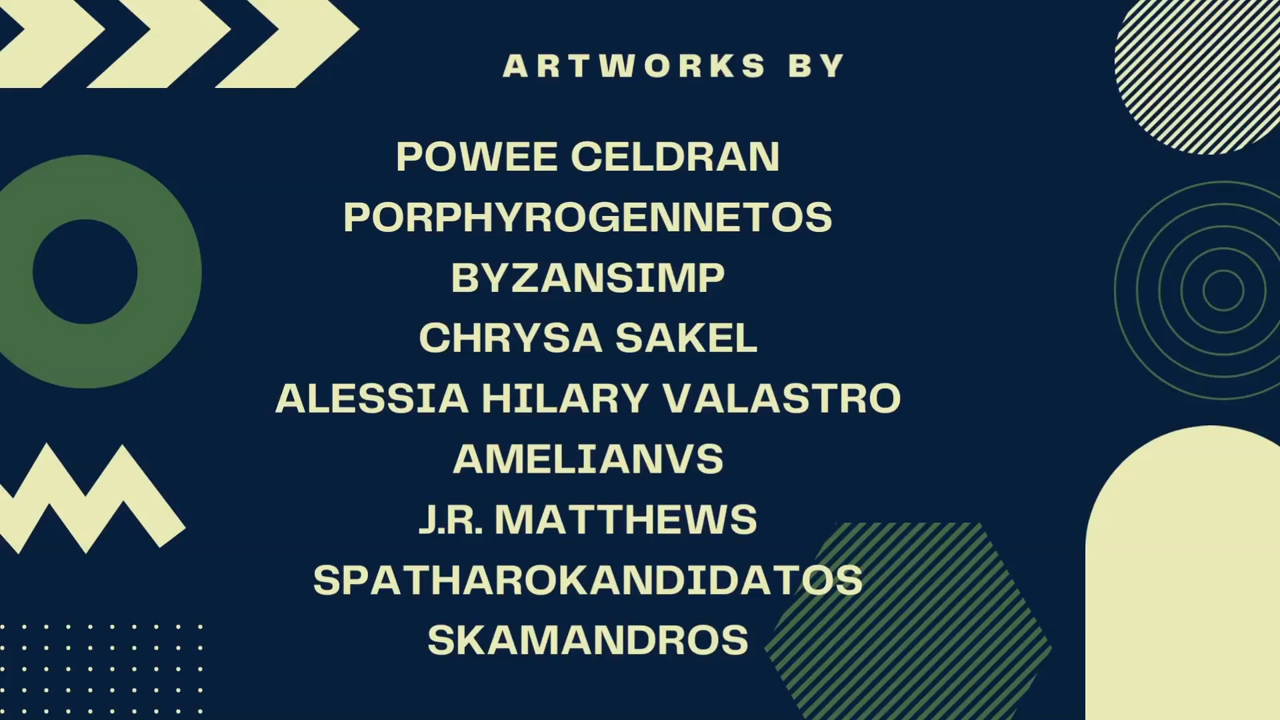 ARTWORKS BY
POWEE CELDRAN
PORPHYROGENNETOS
BYZANSIMP
CHRYSA SAKEL
ALESSIA HILARY VALASTRO
AMELIANVS
J.R. MATTHEWS
SPATHAROKANDIDATOS
SKAMANDROS